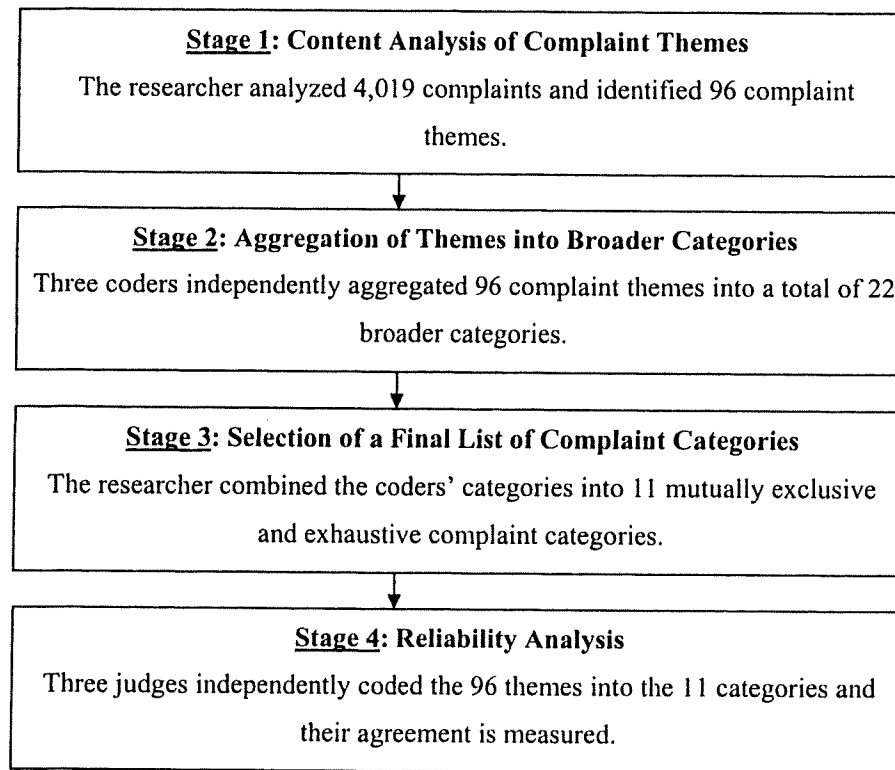 Stage 1: Content Analysis of Complaint Themes
The researcher analyzed 4,019 complaints and identified 96 complaint
themes.
Stage 2: Aggregation of Themes into Broader Categories
Three coders independently aggregated 96 complaint themes into a total of 22
broader categories.
Stage 3: Selection of a Final List of Complaint Categories
The researcher combined the coders’ categories into 11 mutually exclusive
and exhaustive complaint categories.
Stage 4: Reliability Analysis
Three judges independently coded the 96 themes into the 11 categories and
their agreement is measured.